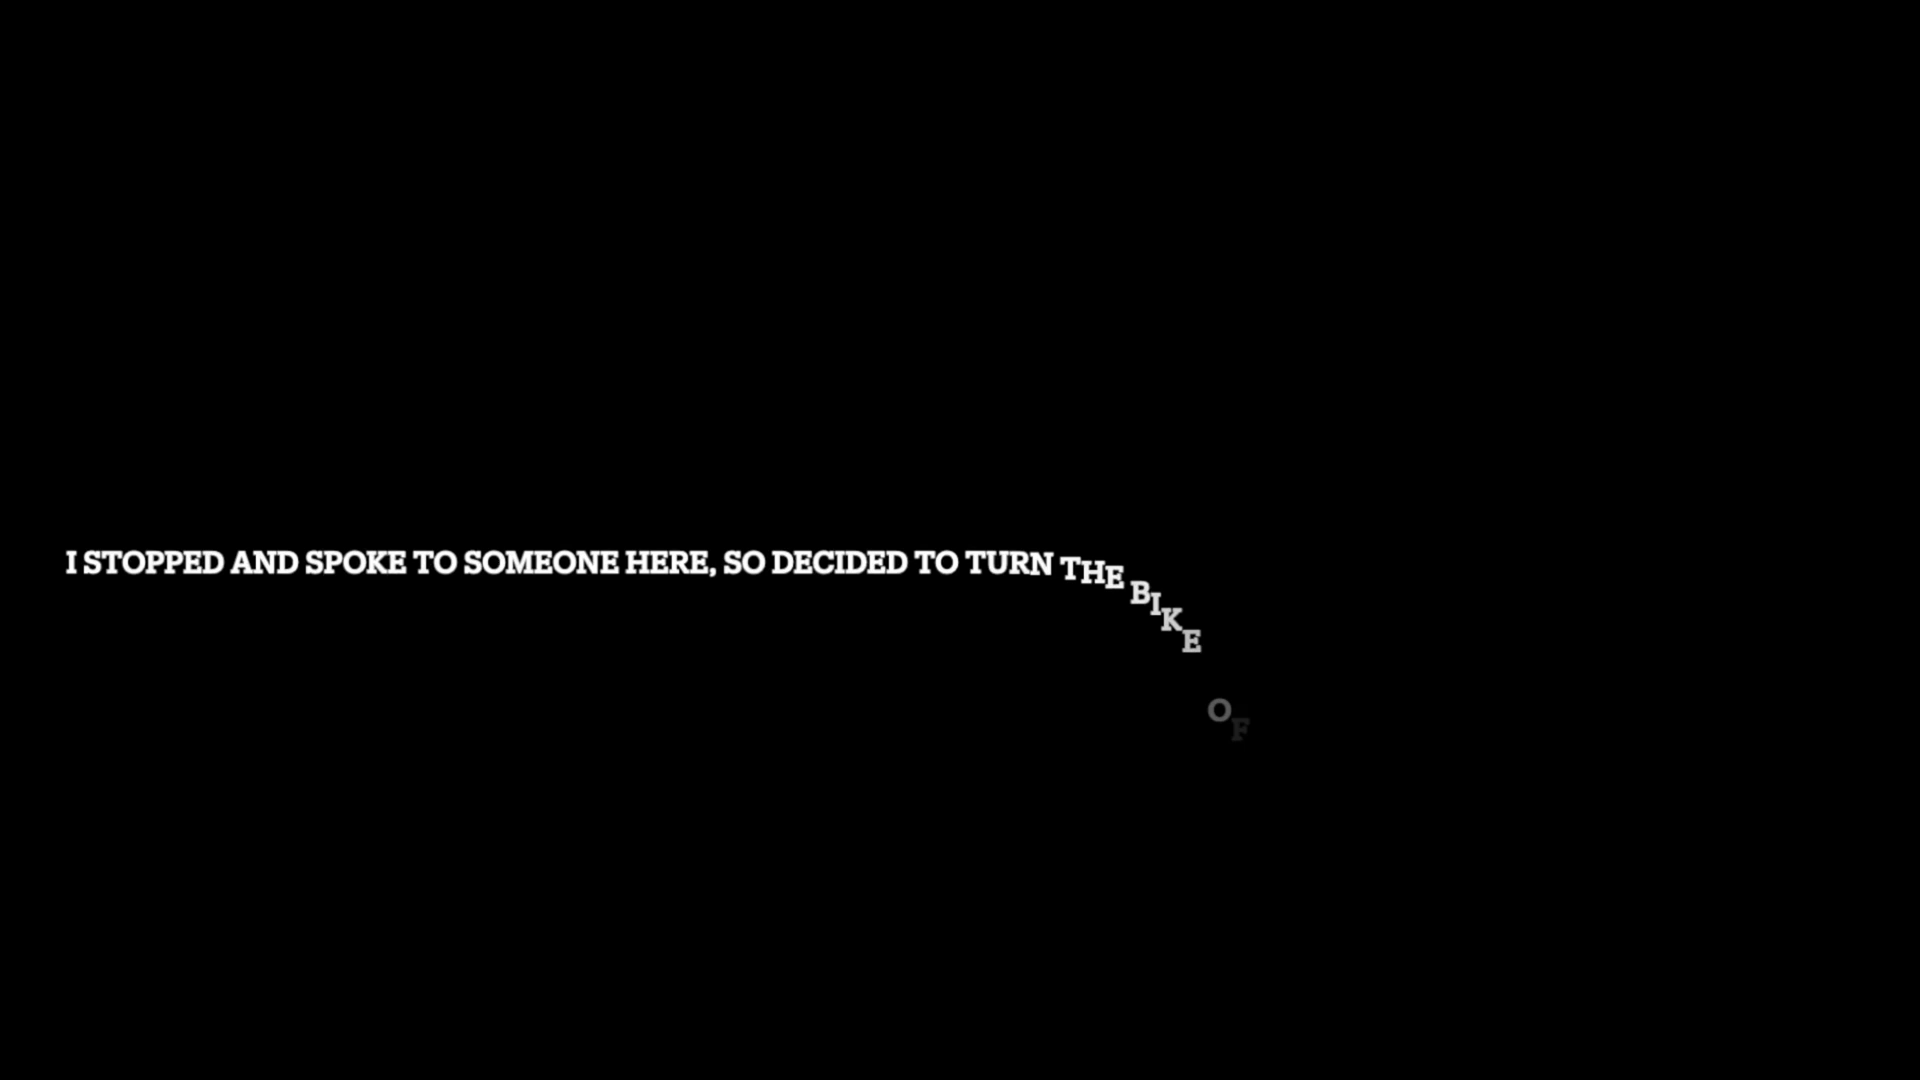 I STOPPED AND SPOKE TO SOMEONE HERE, SO DECIDED TO TURN THE BIKE OF